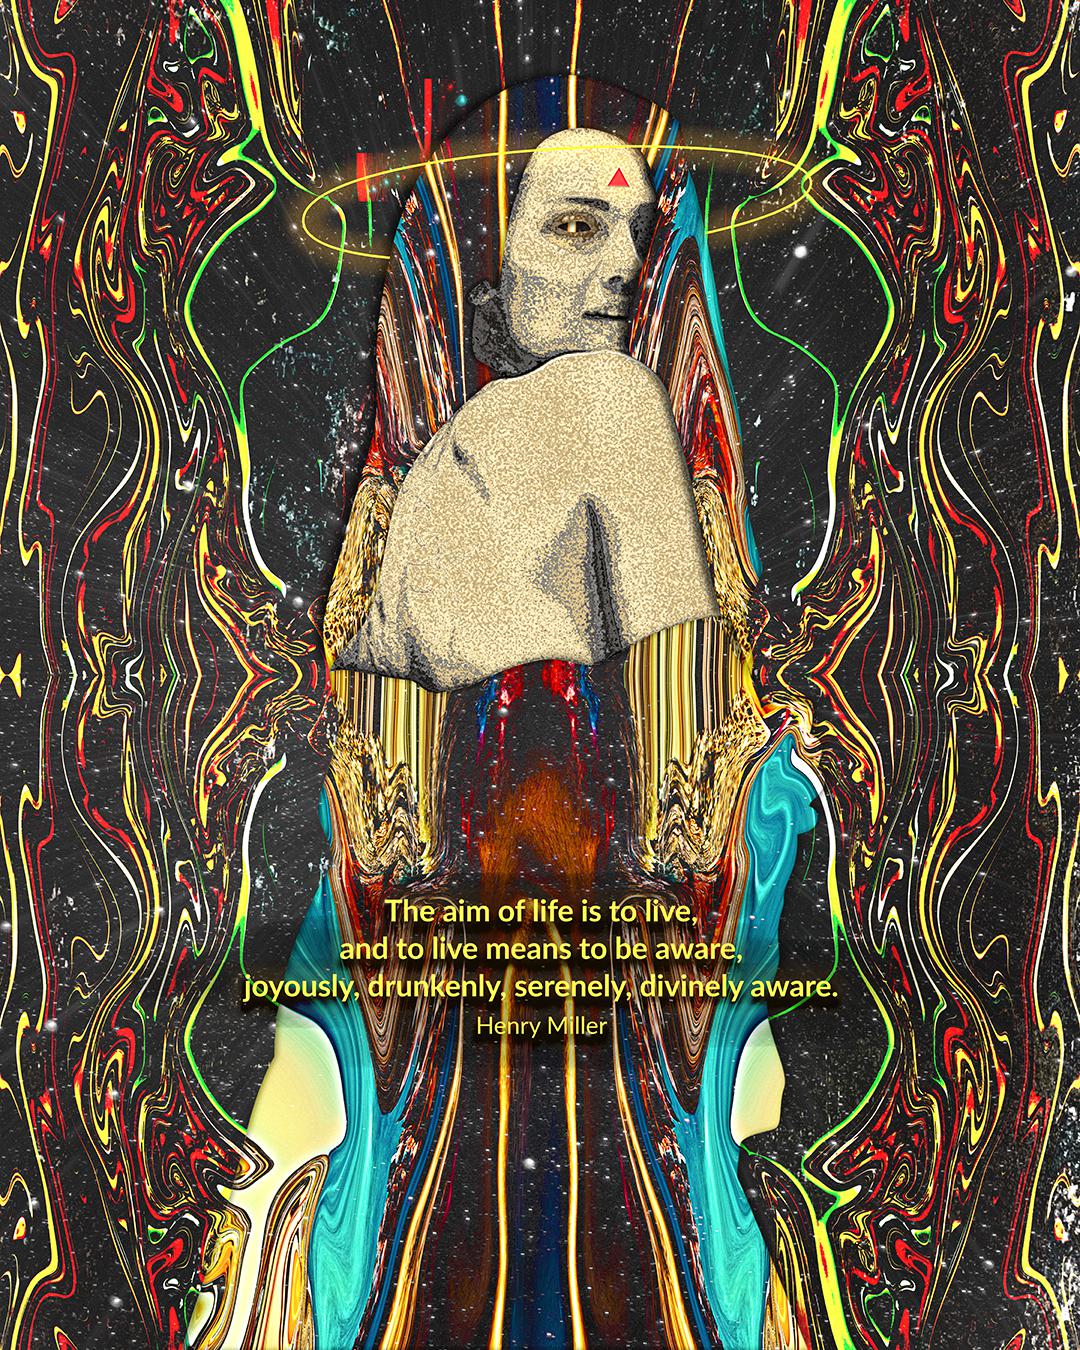 The aim of life is to live,
and to live means to be aware,
joyously, drunkenly, serenely, divinely aware.
Henry Miller